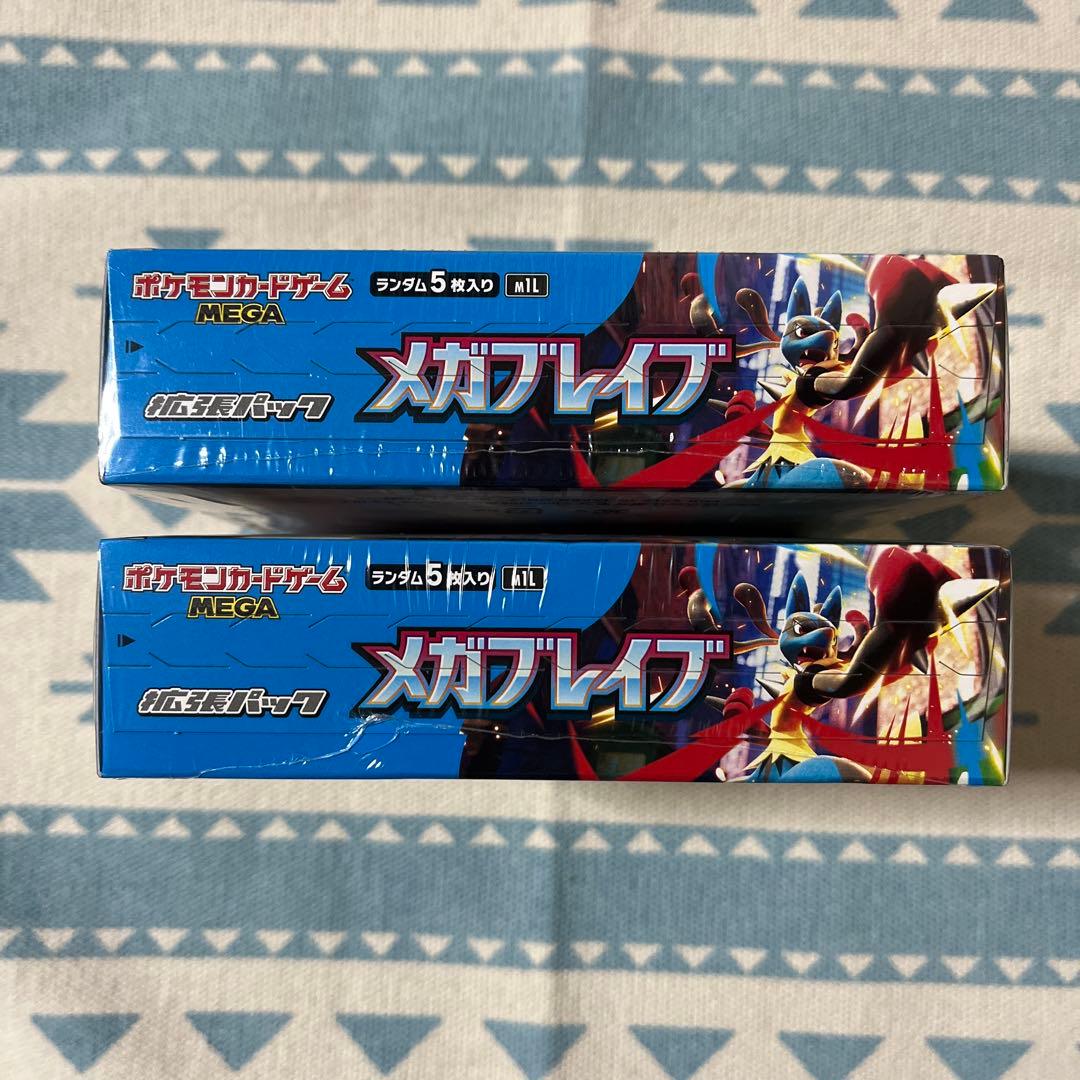 ポケモンカードゲーム
MEGA
ランダム5枚入り M1L
メガブレイブ
拡張パック
ポケモンカードゲーム
MEGA
ランダム5枚入り M1L
メガブレイブ
拡張パック